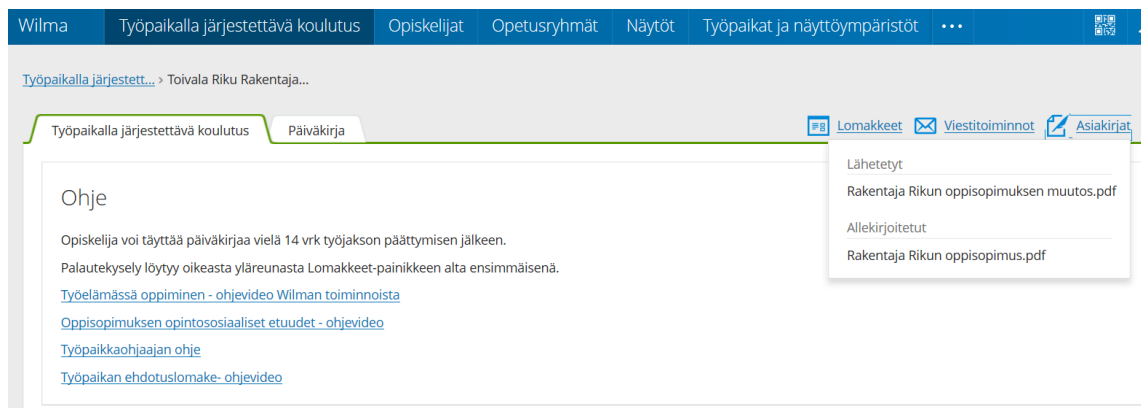 Wilma Työpaikalla järjestettävä koulutus Opiskelijat Opetusryhmät Näytöt Työpaikat ja näyttöympäristöt ...
Työpaikalla järjestett... › Toivala Riku Rakentaja...
Työpaikalla järjestettävä koulutus Päiväkirja Lomakkeet Viestitoiminnot Asiakirjat
Lähetetyt
Rakentaja Rikun oppisopimuksen muutos.pdf
Allekirjoitetut
Rakentaja Rikun oppisopimus.pdf
Ohje
Opiskelija voi täyttää päiväkirjaa vielä 14 vrk työjakson päättymisen jälkeen.
Palautekysely löytyy oikeasta yläreunasta Lomakkeet-painikkeen alta ensimmäisenä.
Työelämässä oppiminen - ohjevideo Wilman toiminnoista
Oppisopimuksen opintososiaaliset etuudet - ohjevideo
Työpaikkaohjaajan ohje
Työpaikan ehdotuslomake- ohjevideo